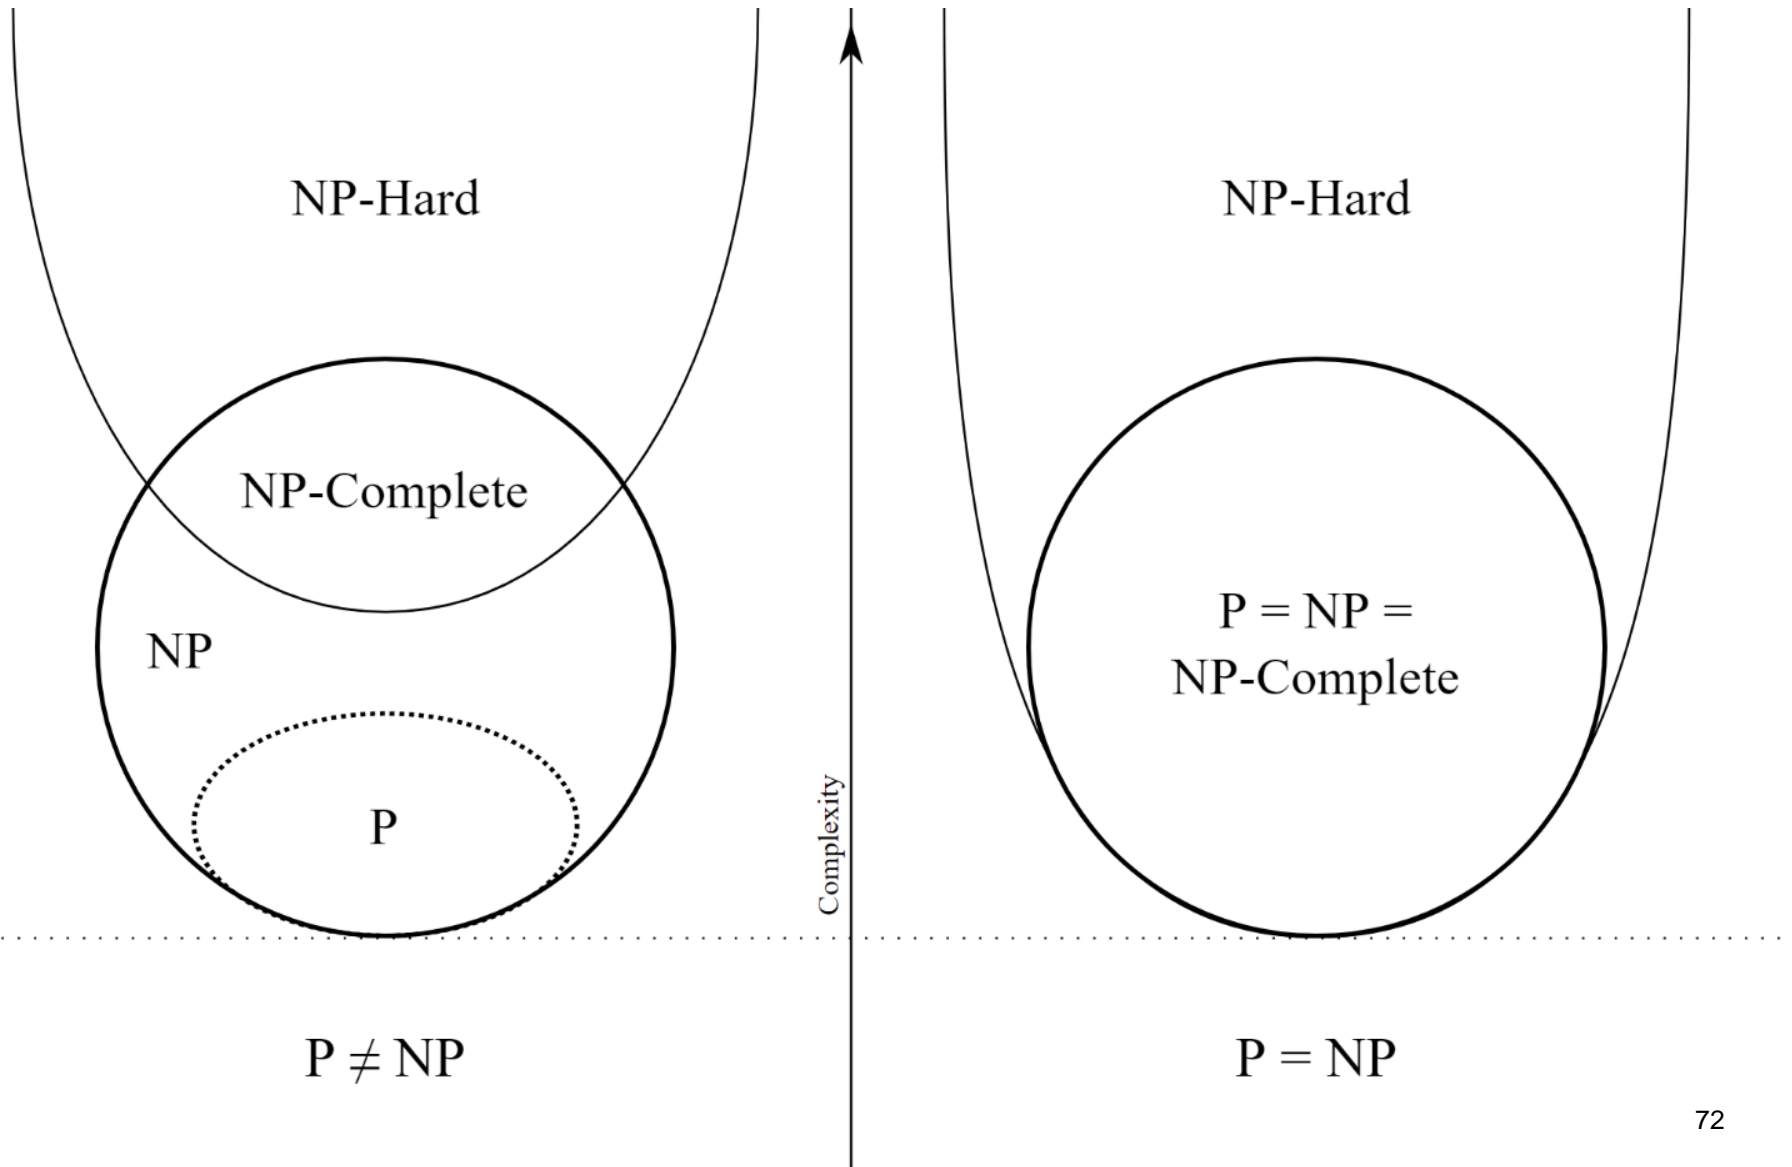 NP-Hard
NP-Complete
NP
P
P ≠ NP
Complexity
NP-Hard
P = NP =
NP-Complete
P = NP
72